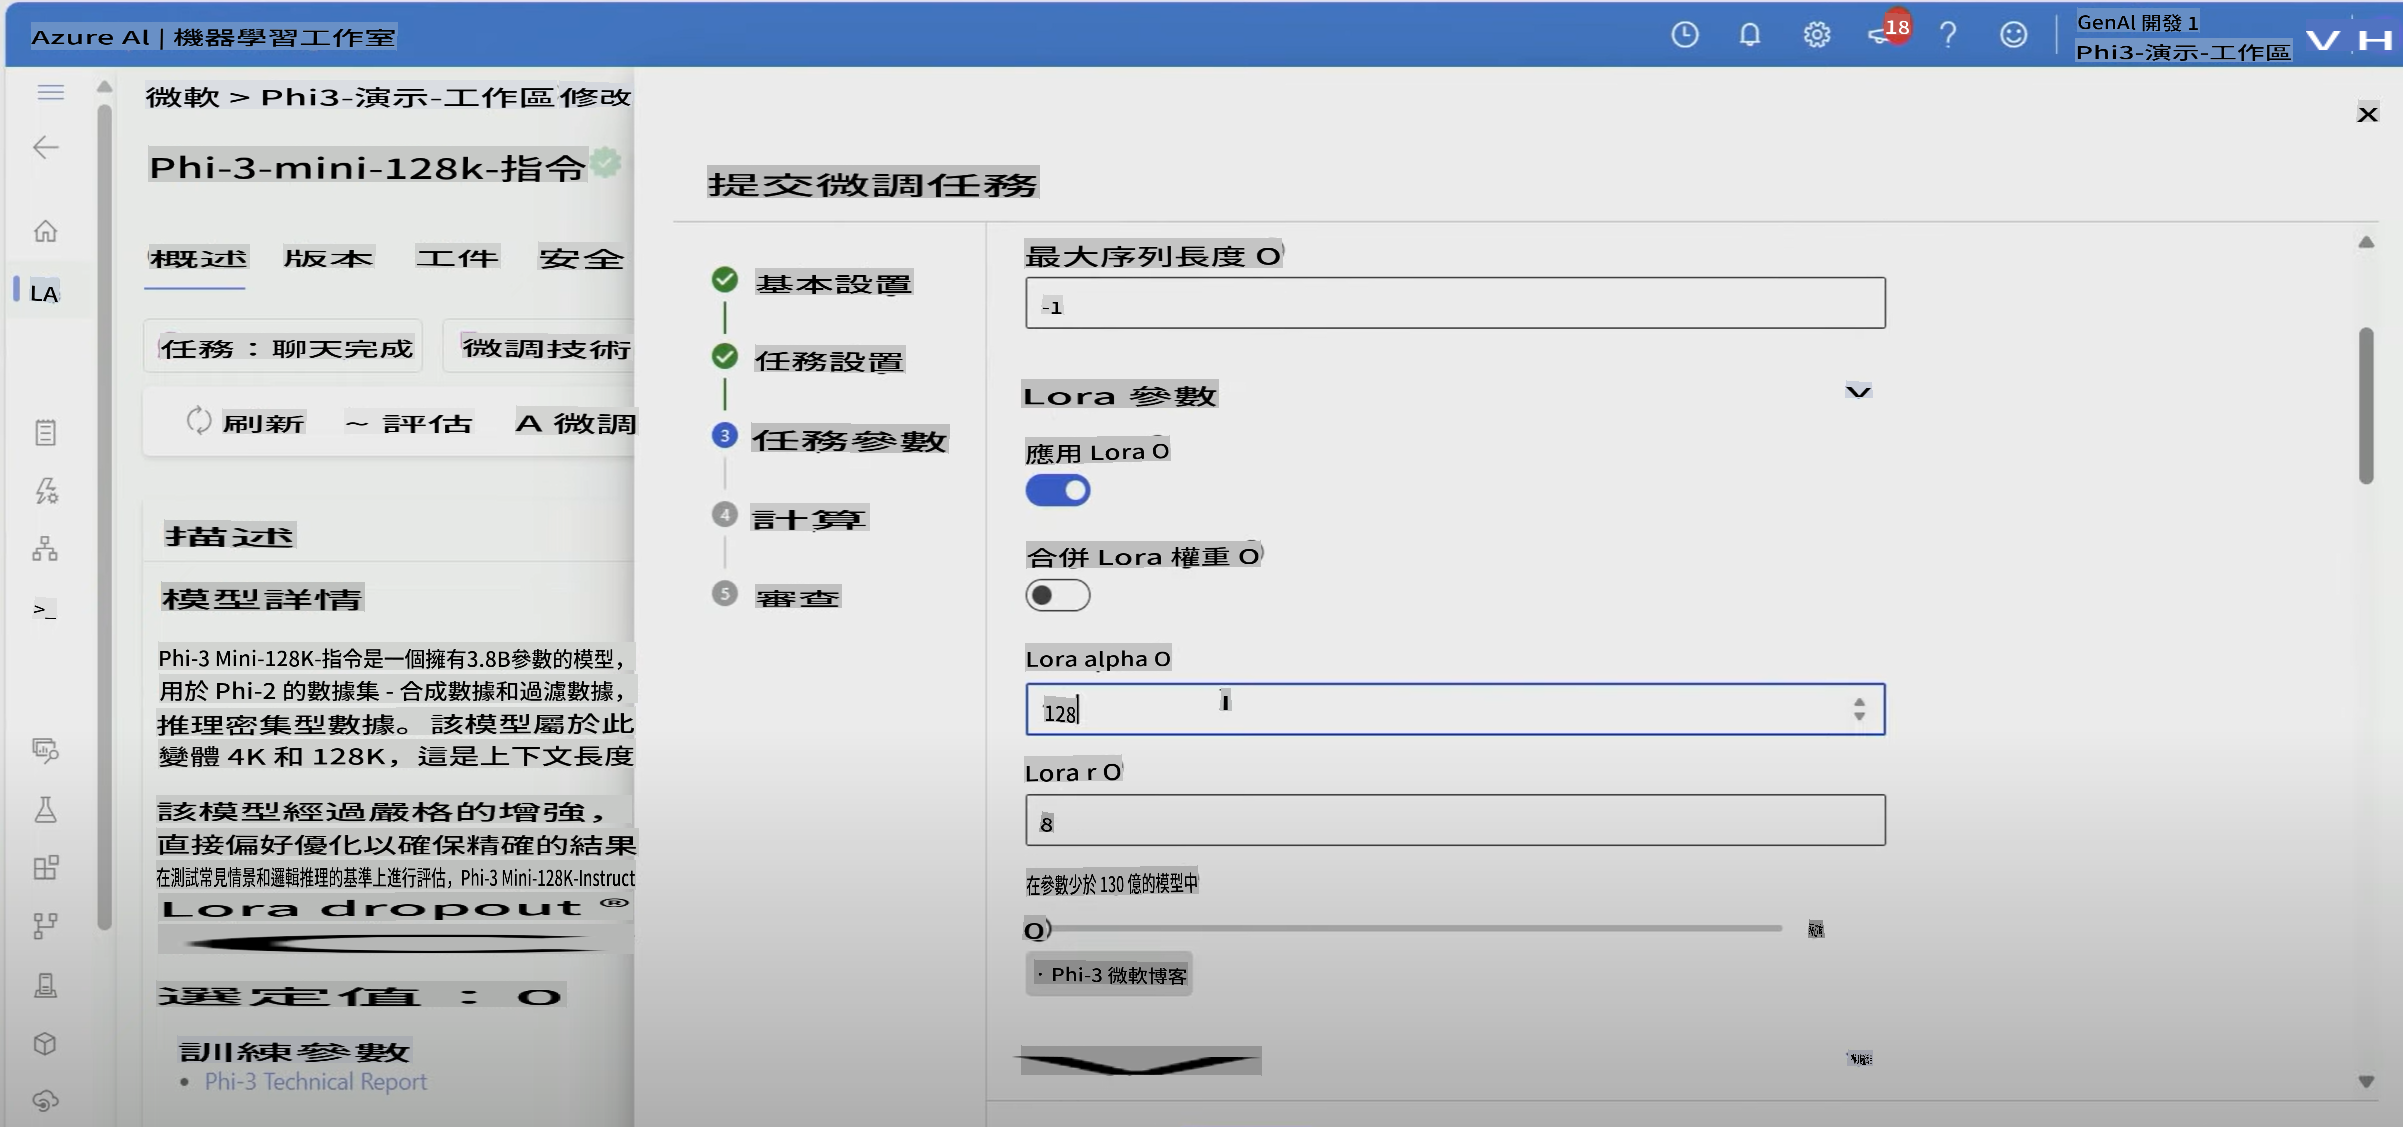 Azure Al | 機器學習工作室
18
GenAl 開發 1
Phi3-演示-工作區
V H
微軟 > Phi3-演示-工作區 修改
X
Phi-3-mini-128k-指令
提交微調任務
概述 版本 工件 安全
LA
任務：聊天完成 微調技術
刷新 ~ 評估 A 微調
描述
模型詳情
>_
Phi-3 Mini-128K-指令是一個擁有3.8B參數的模型，
用於 Phi-2 的數據集 - 合成數據和過濾數據，
推理密集型數據。該模型屬於此
變體 4K 和 128K，這是上下文長度
該模型經過嚴格的增強，
直接偏好優化以確保精確的結果
在測試常見情景和邏輯推理的基準上進行評估，Phi-3 Mini-128K-Instruct
Lora dropout ®
選定值 : O
訓練參數
• Phi-3 Technical Report
基本設置
任務設置
3 任務參數
4 計算
5 審查
最大序列長度 O
-1
Lora 參數
應用 Lora O
合併 Lora 權重 O
Lora alpha O
128
Lora r O
8
在參數少於 130 億的模型中
O
· Phi-3 微軟博客